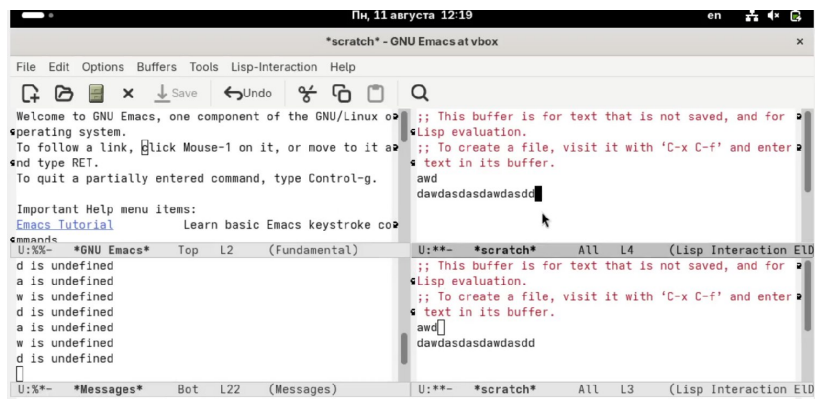 Пн, 11 августа 12:19
en
*scratch* - GNU Emacs at vbox
×
File Edit Options Buffers Tools Lisp-Interaction Help
Save Undo
Welcome to GNU Emacs, one component of the GNU/Linux o
perating system.
To follow a link, click Mouse-1 on it, or move to it a
nd type RET.
To quit a partially entered command, type Control-g.
Important Help menu items:
Emacs Tutorial Learn basic Emacs keystroke co
mmands
U:%%- *GNU Emacs* Top L2 (Fundamental)
;; This buffer is for text that is not saved, and for
Lisp evaluation.
;; To create a file, visit it with ‘C-x C-f’ and enter
text in its buffer.
awd
dawdasdasdawdasdd
U:**- *scratch* All L4 (Lisp Interaction ElD
d is undefined
a is undefined
w is undefined
d is undefined
a is undefined
w is undefined
d is undefined
U:%*- *Messages* Bot L22 (Messages)
;; This buffer is for text that is not saved, and for
Lisp evaluation.
;; To create a file, visit it with ‘C-x C-f’ and enter
text in its buffer.
awd
dawdasdasdawdasdd
U:**- *scratch* All L3 (Lisp Interaction ElD